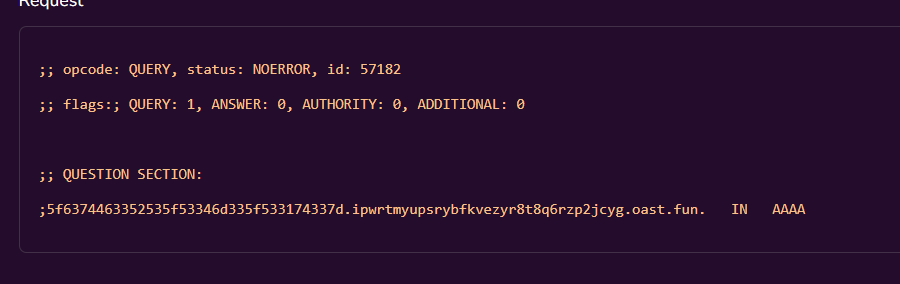 Request
;; opcode: QUERY, status: NOERROR, id: 57182
;; flags:; QUERY: 1, ANSWER: 0, AUTHORITY: 0, ADDITIONAL: 0
;; QUESTION SECTION:
;5f6374463352535f53346d335f533174337d.ipwrtmyupsrybfkvezyr8t8q6rzp2jcyg.oast.fun. IN AAAA